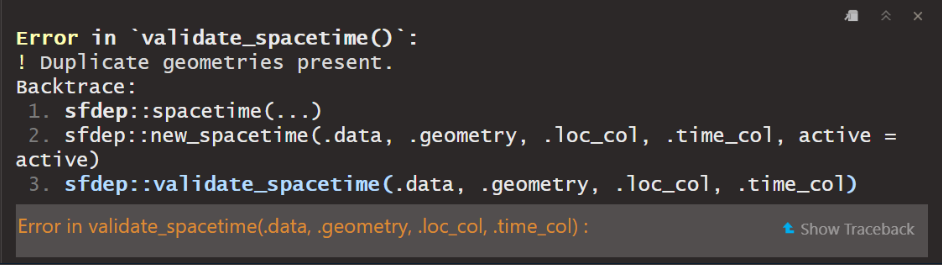 Error in `validate_spacetime()`:
! Duplicate geometries present.
Backtrace:
1. sfdep::spacetime(...)
2. sfdep::new_spacetime(.data, .geometry, .loc_col, .time_col, active =
active)
3. sfdep::validate_spacetime(.data, .geometry, .loc_col, .time_col)
Error in validate_spacetime(.data, .geometry, .loc_col, .time_col) :
Show Traceback